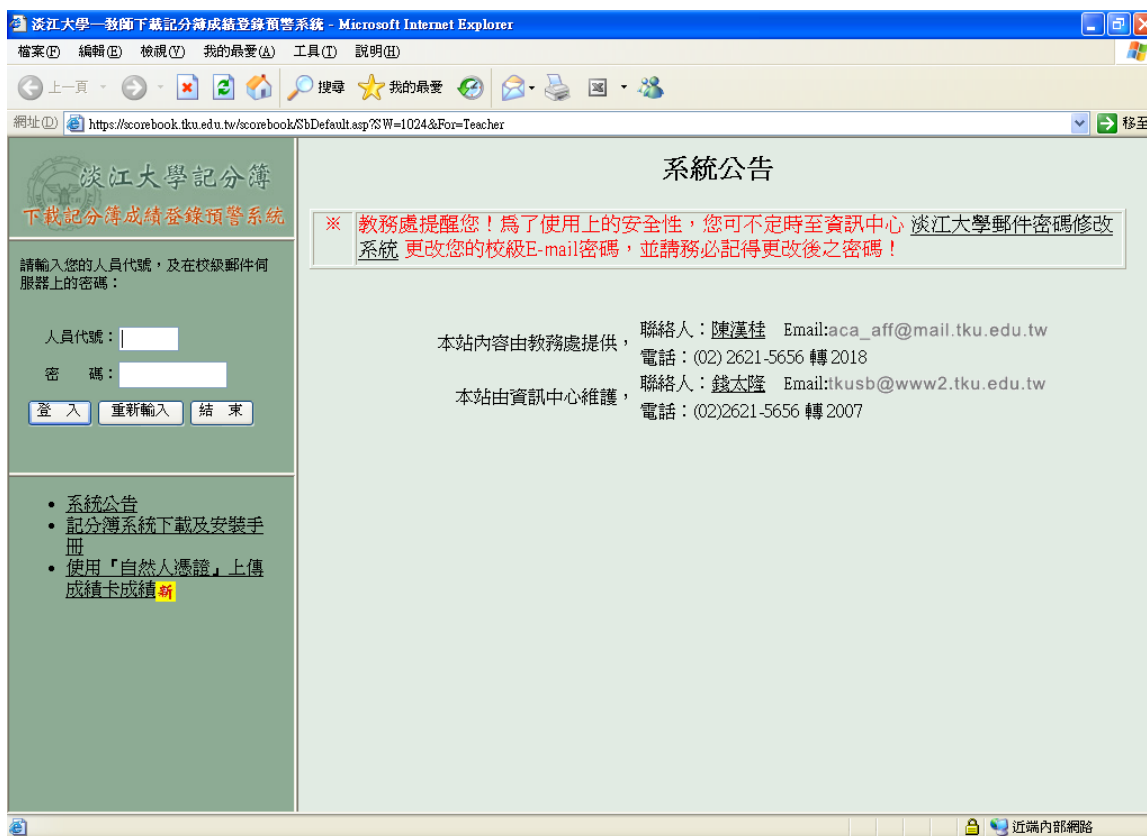 淡江大學—教師下載記分簿成績登錄預警系統 - Microsoft Internet Explorer
檔案(F) 編輯(E) 檢視(V) 我的最愛(A) 工具(T) 說明(H)
上一頁 搜尋 我的最愛
網址(D) https://scorebook.tku.edu.tw/scorebook/SbDefault.asp?SW=1024&For=Teacher 移至
淡江大學記分簿
下載記分簿成績登錄預警系統
請輸入您的人員代號,及在校級郵件伺
服器上的密碼:
人員代號:
密 碼:
登 入 重新輸入 結 束
系統公告
記分簿系統下載及安裝手
冊
使用『自然人憑證』上傳
成績卡成績新
系統公告
※ 教務處提醒您!為了使用上的安全性,您可不定時至資訊中心 淡江大學郵件密碼修改
系統 更改您的校級E-mail密碼,並請務必記得更改後之密碼!
本站內容由教務處提供,
聯絡人:陳漢桂 Email:aca_aff@mail.tku.edu.tw
電話:(02) 2621-5656 轉 2018
本站由資訊中心維護,
聯絡人:錢太隆 Email:tkusb@www2.tku.edu.tw
電話:(02)2621-5656 轉 2007
近端內部網路